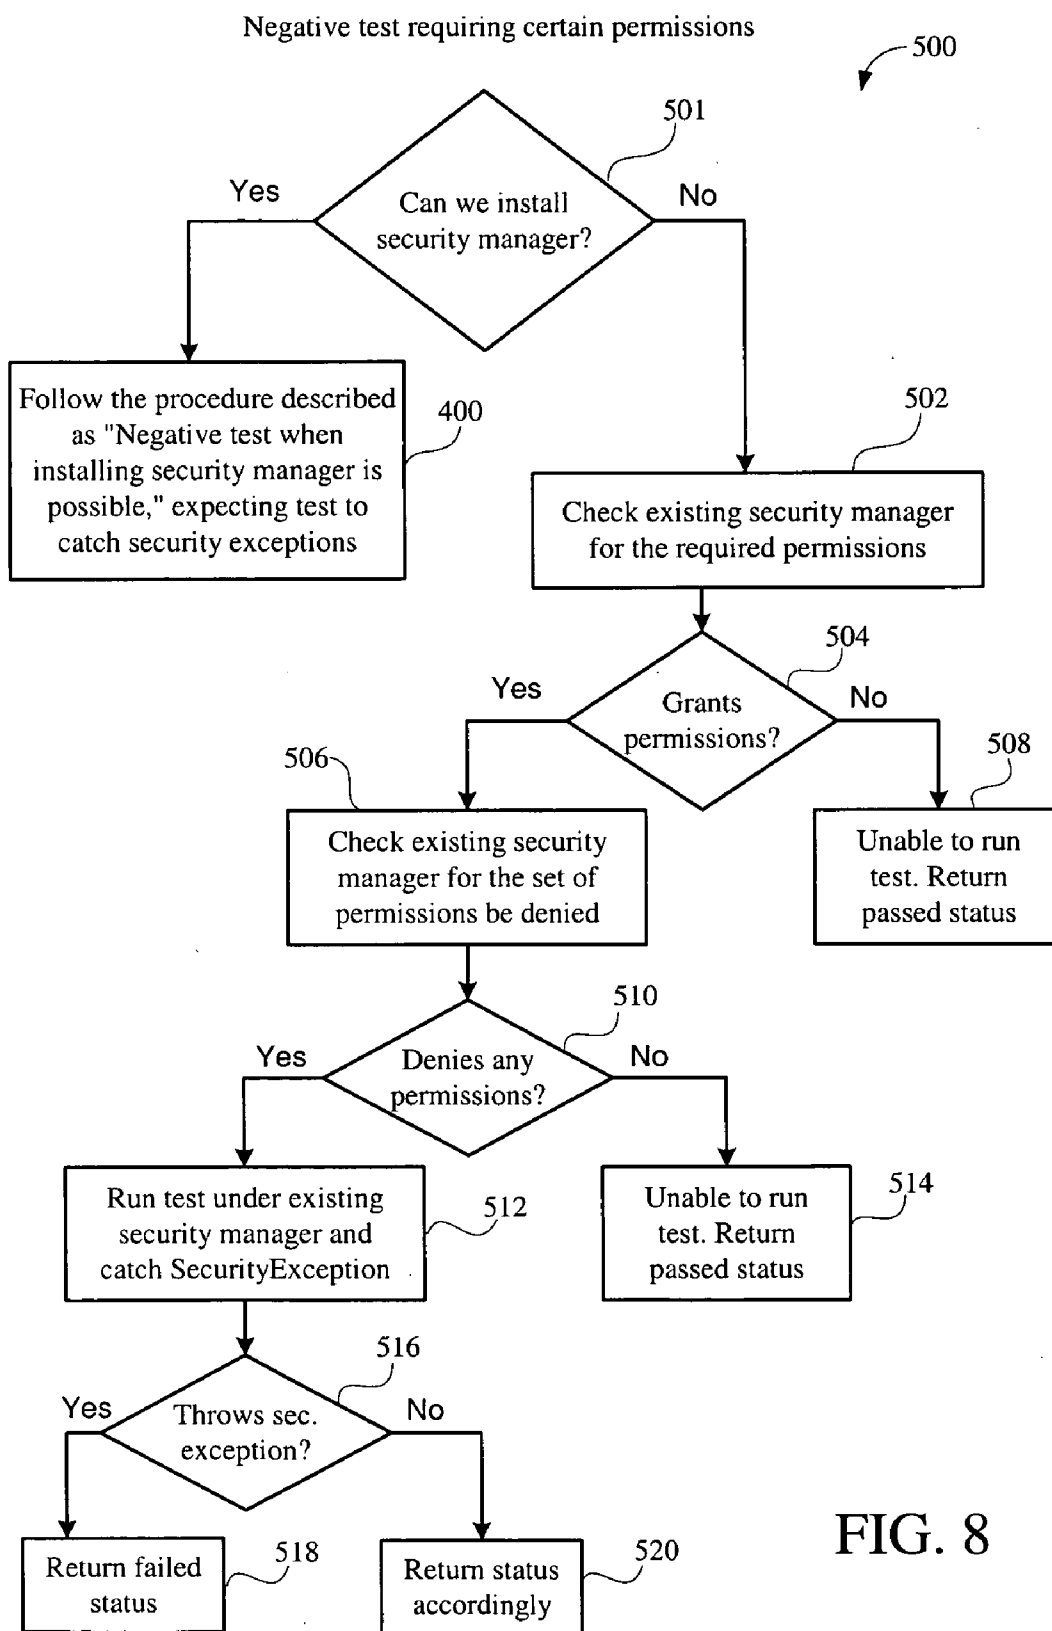 Negative test requiring certain permissions
500
501
Yes
No
Can we install
security manager?
Follow the procedure described
as "Negative test when
installing security manager is
possible," expecting test to
catch security exceptions
400
502
Check existing security manager
for the required permissions
504
Yes
No
Grants
permissions?
506
508
Check existing security
manager for the set of
permissions be denied
Unable to run
test. Return
passed status
510
Yes
No
Denies any
permissions?
Run test under existing
security manager and
catch SecurityException
512
Unable to run
test. Return
passed status
514
516
Yes
No
Throws sec.
exception?
Return failed
status
518
Return status
accordingly
520
FIG. 8